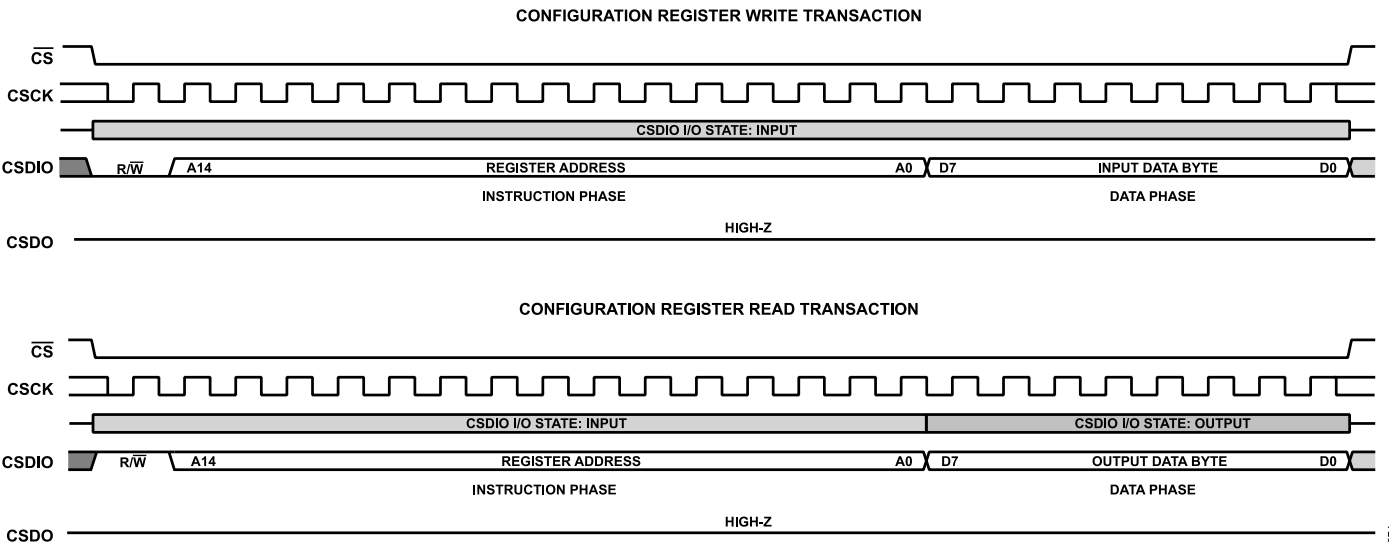 CONFIGURATION REGISTER WRITE TRANSACTION
CS
CSCK
CSDIO I/O STATE: INPUT
CSDIO R/W A14 REGISTER ADDRESS A0 D7 INPUT DATA BYTE D0
INSTRUCTION PHASE DATA PHASE
HIGH-Z
CSDO
CONFIGURATION REGISTER READ TRANSACTION
CS
CSCK
CSDIO I/O STATE: INPUT CSDIO I/O STATE: OUTPUT
CSDIO R/W A14 REGISTER ADDRESS A0 D7 OUTPUT DATA BYTE D0
INSTRUCTION PHASE DATA PHASE
HIGH-Z
CSDO